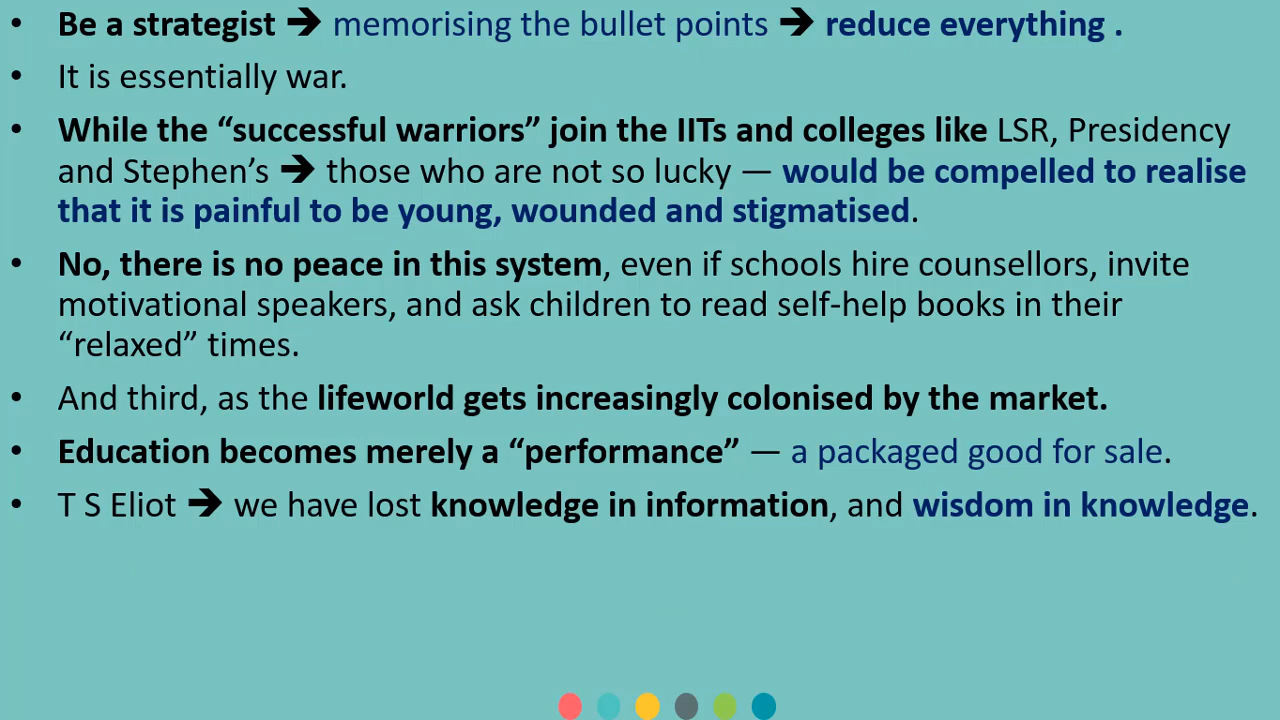 • Be a strategist 🡺 memorising the bullet points 🡺 reduce everything .
• It is essentially war.
• While the “successful warriors” join the IITs and colleges like LSR, Presidency
and Stephen’s 🡺 those who are not so lucky — would be compelled to realise
that it is painful to be young, wounded and stigmatised.
• No, there is no peace in this system, even if schools hire counsellors, invite
motivational speakers, and ask children to read self-help books in their
“relaxed” times.
• And third, as the lifeworld gets increasingly colonised by the market.
• Education becomes merely a “performance” — a packaged good for sale.
• T S Eliot 🡺 we have lost knowledge in information, and wisdom in knowledge.